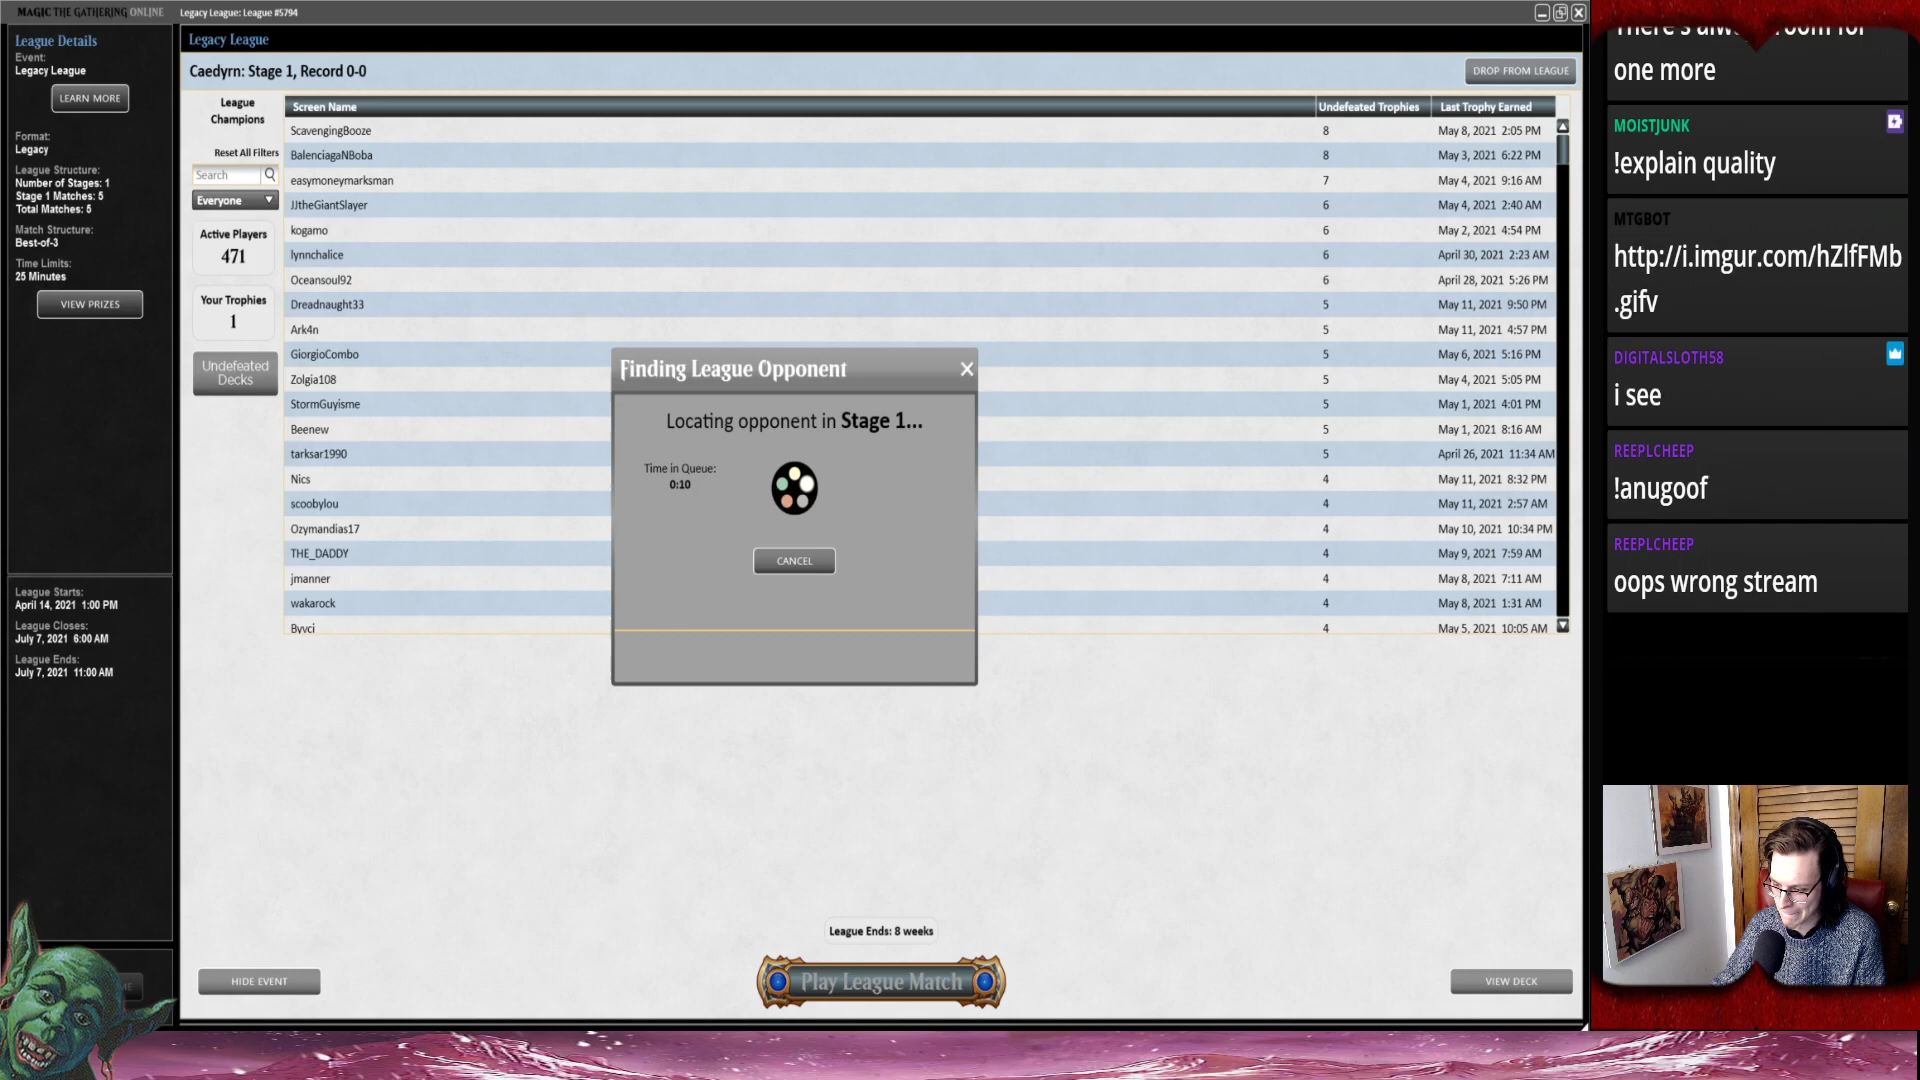 MAGIC THE GATHERING ONLINE
Legacy League: League #5794
League Details
Event:
Legacy League
LEARN MORE
Format:
Legacy
League Structure:
Number of Stages: 1
Stage 1 Matches: 5
Total Matches: 5
Match Structure:
Best-of-3
Time Limits:
25 Minutes
VIEW PRIZES
League Starts:
April 14, 2021 1:00 PM
League Closes:
July 7, 2021 6:00 AM
League Ends:
July 7, 2021 11:00 AM
Legacy League
Caedyrn: Stage 1, Record 0-0
DROP FROM LEAGUE
League
Champions
Reset All Filters
Search
Everyone
Active Players
471
Your Trophies
1
Undefeated
Decks
Screen Name Undefeated Trophies Last Trophy Earned
ScavengingBooze 8 May 8, 2021 2:05 PM
BalenciagaNBoba 8 May 3, 2021 6:22 PM
easymoneymarksman 7 May 4, 2021 9:16 AM
JJtheGiantSlayer 6 May 4, 2021 2:40 AM
kogamo 6 May 2, 2021 4:54 PM
lynnchalice 6 April 30, 2021 2:23 AM
Oceansoul92 6 April 28, 2021 5:26 PM
Dreadnaught33 5 May 11, 2021 9:50 PM
Ark4n 5 May 11, 2021 4:57 PM
GiorgioCombo 5 May 6, 2021 5:16 PM
Zolgia108 5 May 4, 2021 5:05 PM
StormGuyisme 5 May 1, 2021 4:01 PM
Beenew 5 May 1, 2021 8:16 AM
tarksar1990 5 April 26, 2021 11:34 AM
Nics 4 May 11, 2021 8:32 PM
scoobylou 4 May 11, 2021 2:57 AM
Ozymandias17 4 May 10, 2021 10:34 PM
THE_DADDY 4 May 9, 2021 7:59 AM
jmanner 4 May 8, 2021 7:11 AM
wakarock 4 May 8, 2021 1:31 AM
Byvci 4 May 5, 2021 10:05 AM
Finding League Opponent
Locating opponent in Stage 1...
Time in Queue:
0:10
CANCEL
League Ends: 8 weeks
HIDE EVENT
Play League Match
VIEW DECK
one more
MOISTJUNK
!explain quality
MTGBOT
http://i.imgur.com/hZlfFMb
.gifv
DIGITALSLOTH58
i see
REEPLCHEEP
!anugoof
REEPLCHEEP
oops wrong stream